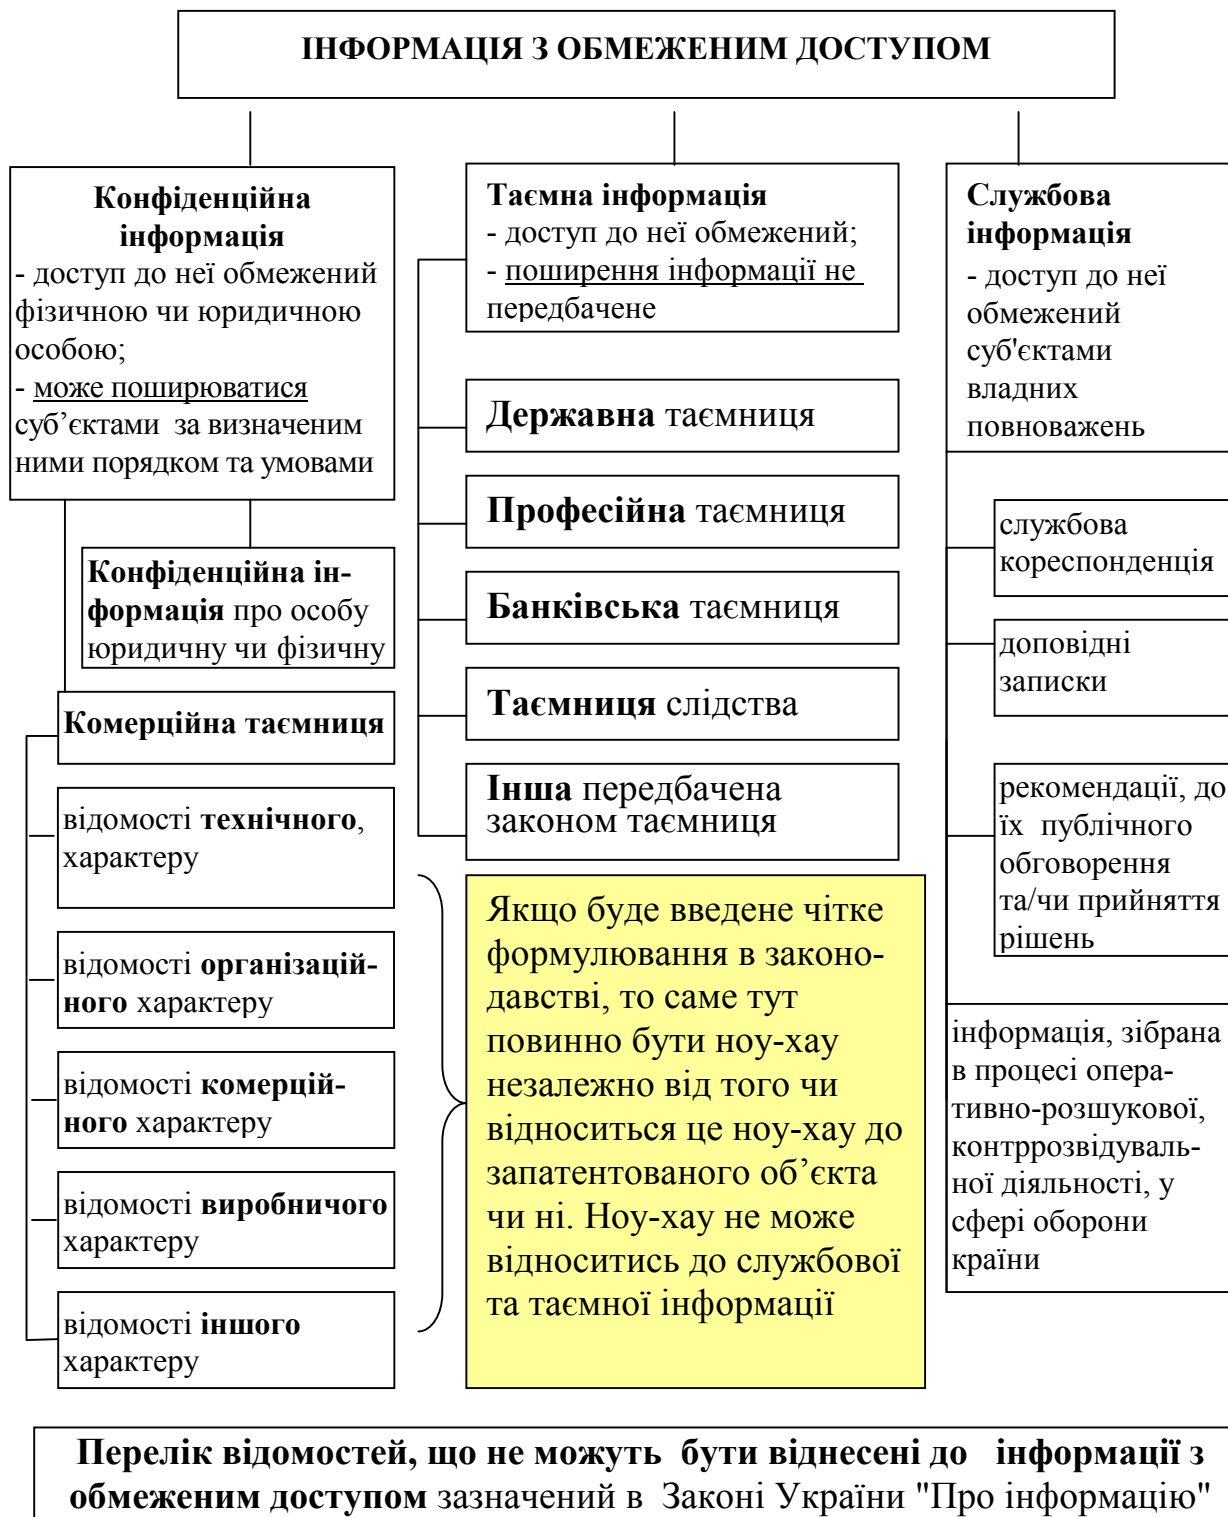 ІНФОРМАЦІЯ З ОБМЕЖЕНИМ ДОСТУПОМ
Конфіденційна
інформація
- доступ до неї обмежений
фізичною чи юридичною
особою;
- може поширюватися
суб’єктами за визначеним
ними порядком та умовами
Конфіденційна ін-
формація про особу
юридичну чи фізичну
Комерційна таємниця
відомості технічного,
характеру
відомості організацій-
ного характеру
відомості комерцій-
ного характеру
відомості виробничого
характеру
відомості іншого
характеру
Таємна інформація
- доступ до неї обмежений;
- поширення інформації не
передбачене
Державна таємниця
Професійна таємниця
Банківська таємниця
Таємниця слідства
Інша передбачена
законом таємниця
Якщо буде введене чітке
формулювання в законо-
давстві, то саме тут
повинно бути ноу-хау
незалежно від того чи
відноситься це ноу-хау до
запатентованого об’єкта
чи ні. Ноу-хау не може
відноситись до службової
та таємної інформації
Службова
інформація
- доступ до неї
обмежений
суб'єктами
владних
повноважень
службова
кореспонденція
доповідні
записки
рекомендації, до
їх публічного
обговорення
та/чи прийняття
рішень
інформація, зібрана
в процесі опера-
тивно-розшукової,
контррозвідуваль-
ної діяльності, у
сфері оборони
країни
Перелік відомостей, що не можуть бути віднесені до інформації з
обмеженим доступом зазначений в Законі України "Про інформацію"